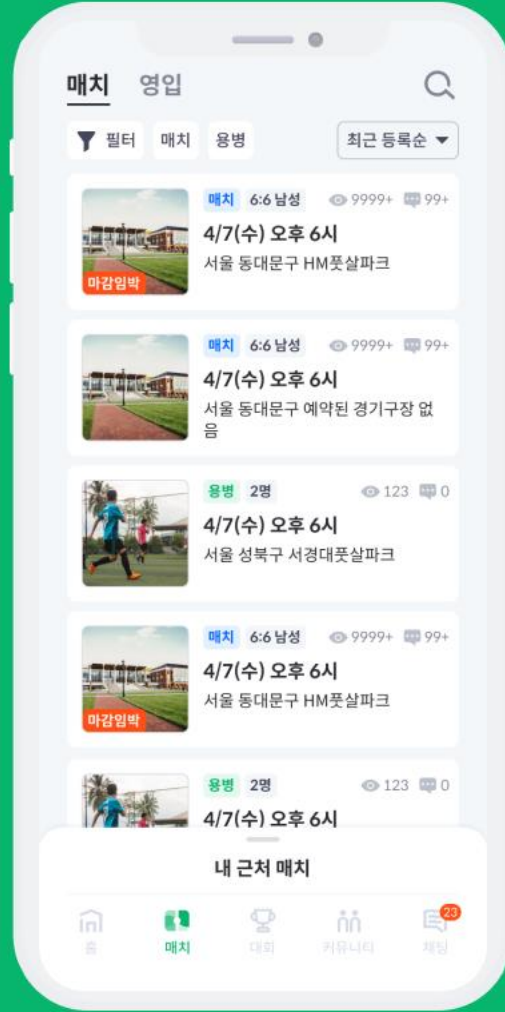 매치 영입
필터 매치 용병 최근 등록순
매치 6:6 남성 9999+ 99+
4/7(수) 오후 6시
서울 동대문구 HM풋살파크
마감임박
매치 6:6 남성 9999+ 99+
4/7(수) 오후 6시
서울 동대문구 예약된 경기구장 없
음
용병 2명 123 0
4/7(수) 오후 6시
서울 성북구 서경대풋살파크
매치 6:6 남성 9999+ 99+
4/7(수) 오후 6시
서울 동대문구 HM풋살파크
마감임박
용병 2명 123 0
4/7(수) 오후 6시
내 근처 매치
23
홈 매치 대회 커뮤니티 채팅